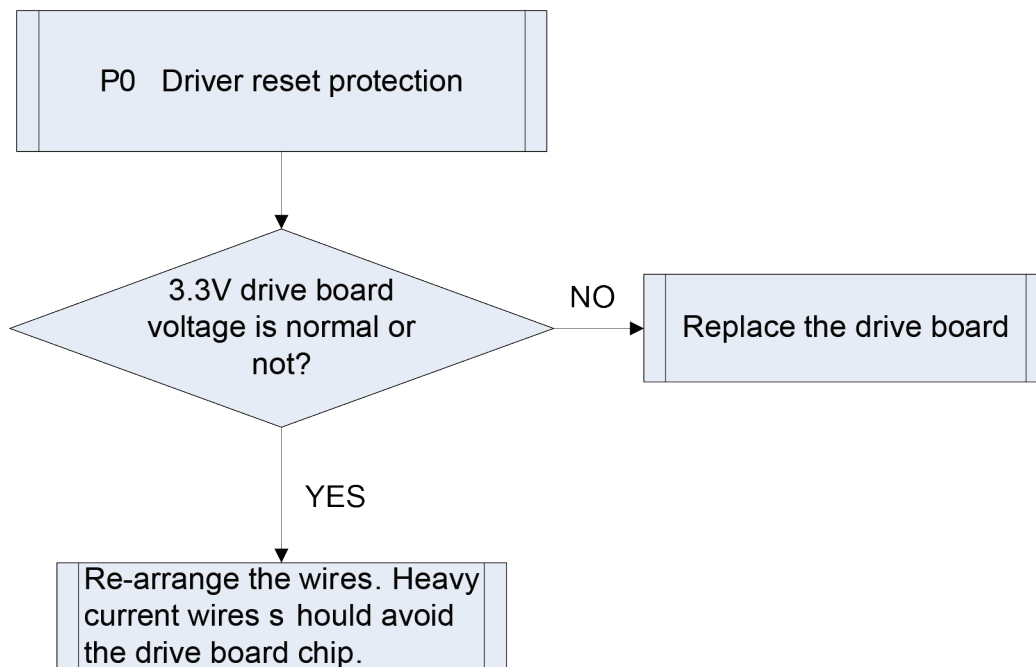 P0 Driver reset protection
3.3V drive board
voltage is normal or
not?
NO
Replace the drive board
YES
Re-arrange the wires. Heavy
current wires s hould avoid
the drive board chip.